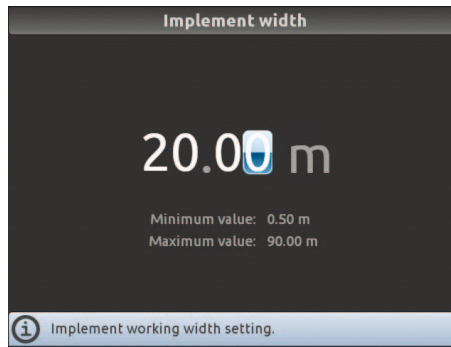 Implement width
20.00 m
Minimum value: 0.50 m
Maximum value: 90.00 m
Implement working width setting.